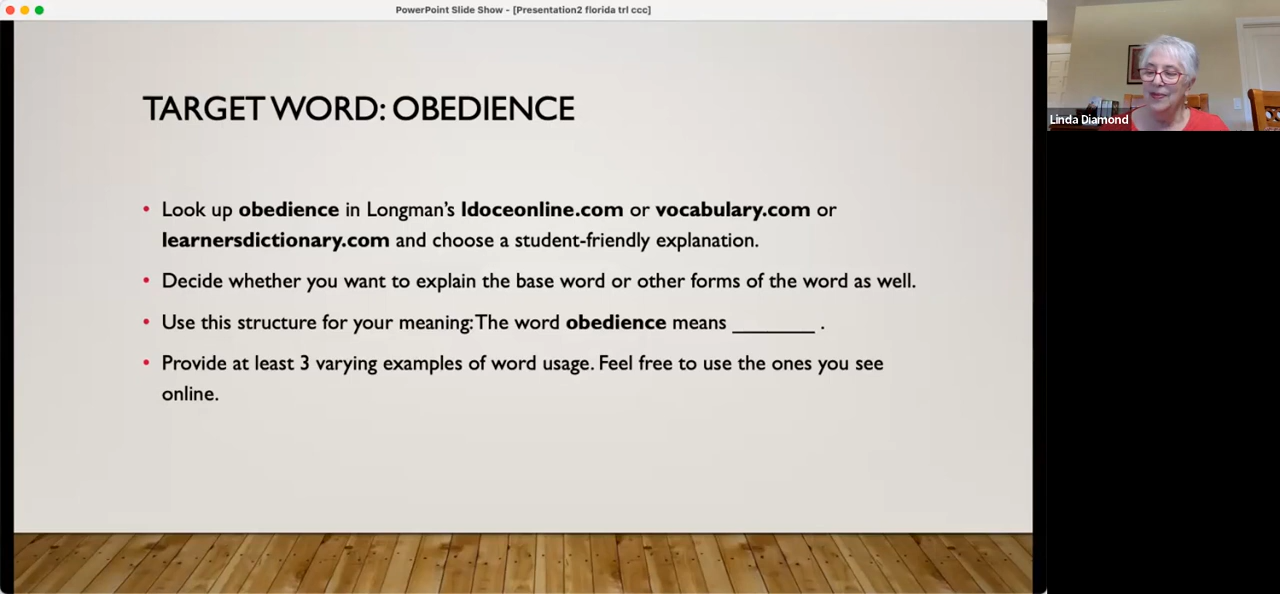 PowerPoint Slide Show - [Presentation2 florida trl ccc]
TARGET WORD: OBEDIENCE
• Look up obedience in Longman's ldoceonline.com or vocabulary.com or
learnersdictionary.com and choose a student-friendly explanation.
• Decide whether you want to explain the base word or other forms of the word as well.
• Use this structure for your meaning: The word obedience means ________ .
• Provide at least 3 varying examples of word usage. Feel free to use the ones you see
online.
Linda Diamond